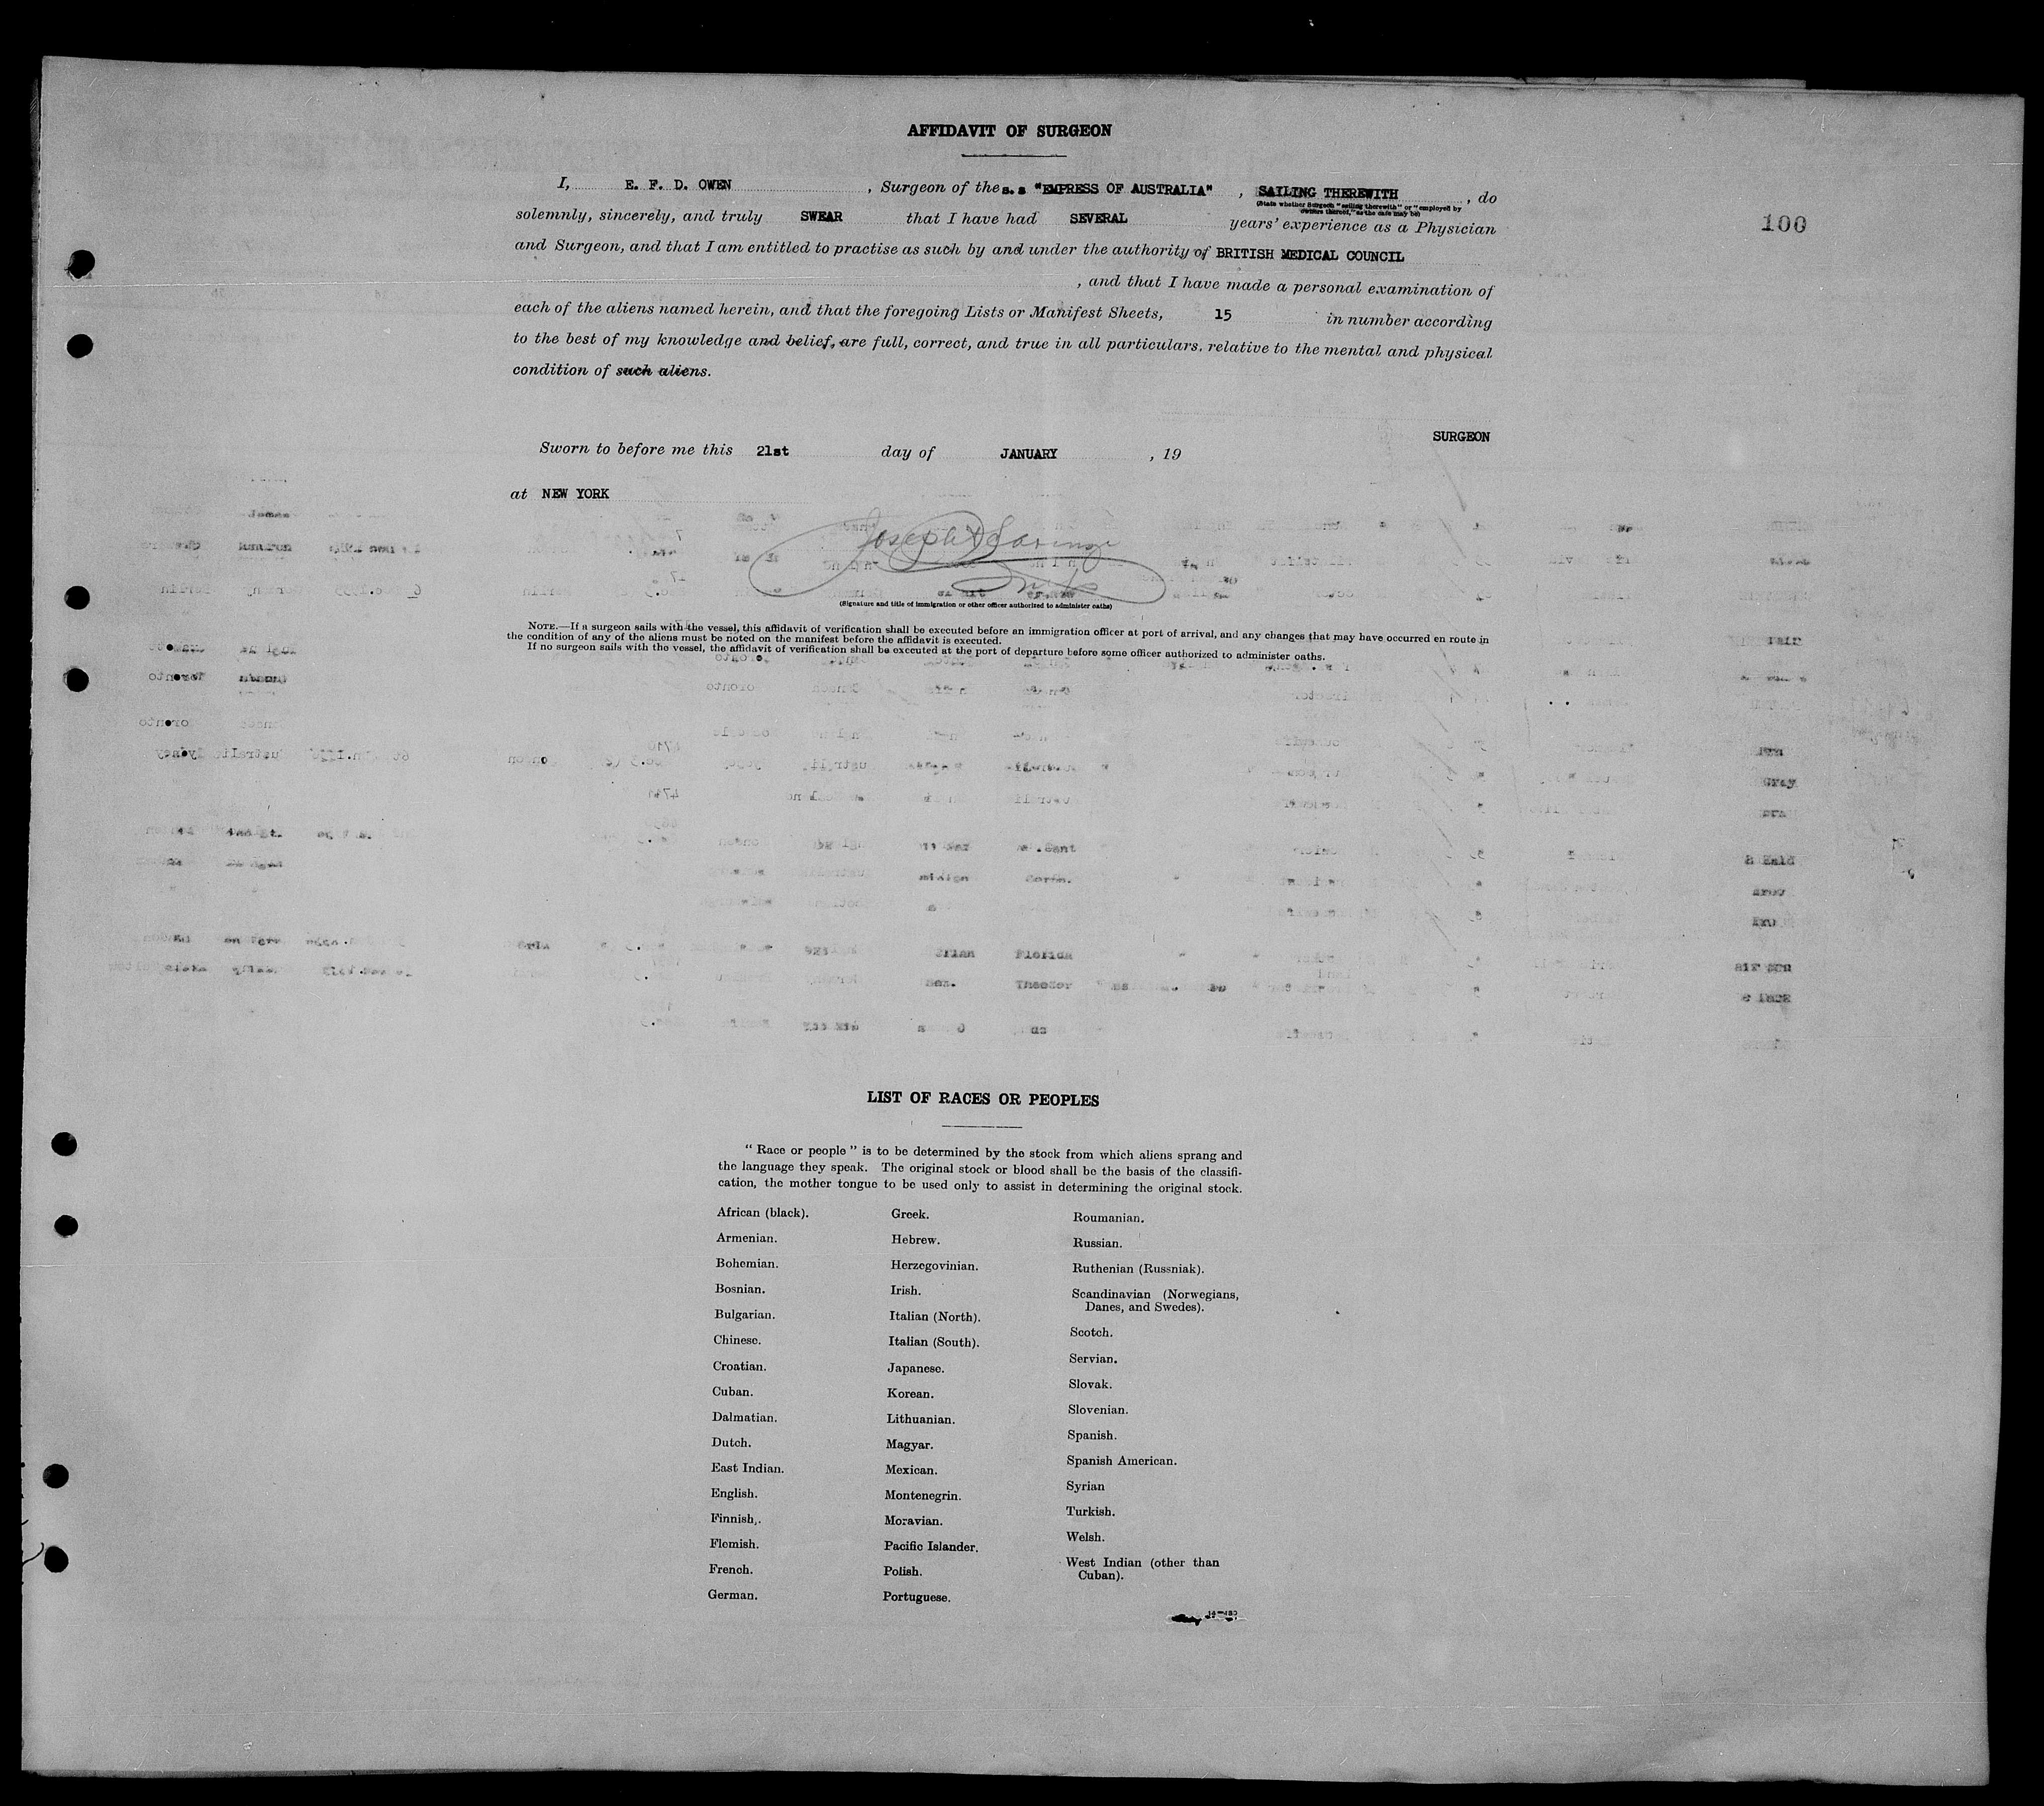 AFFIDAVIT OF SURGEON
I, E. F. D. OWEN, Surgeon of the s.s "EMPRESS OF AUSTRALIA", SAILING THEREWITH, do
(State whether Surgeon "sailing therewith" or "employed by
owners thereof," as the case may be)
100
solemnly, sincerely, and truly SWEAR that I have had SEVERAL years' experience as a Physician
and Surgeon, and that I am entitled to practise as such by and under the authority of BRITISH MEDICAL COUNCIL
, and that I have made a personal examination of
each of the aliens named herein, and that the foregoing Lists or Manifest Sheets, 15 in number according
to the best of my knowledge and belief, are full, correct, and true in all particulars, relative to the mental and physical
condition of such aliens.
SURGEON
Sworn to before me this 21st day of JANUARY, 19
at NEW YORK
Joseph
(Signature and title of immigration or other officer authorized to administer oaths)
NOTE.—If a surgeon sails with the vessel, this affidavit of verification shall be executed before an immigration officer at port of arrival, and any changes that may have occurred en route in
the condition of any of the aliens must be noted on the manifest before the affidavit is executed.
If no surgeon sails with the vessel, the affidavit of verification shall be executed at the port of departure before some officer authorized to administer oaths.
LIST OF RACES OR PEOPLES
"Race or people" is to be determined by the stock from which aliens sprang and
the language they speak. The original stock or blood shall be the basis of the classifi-
cation, the mother tongue to be used only to assist in determining the original stock.
African (black).
Armenian.
Bohemian.
Bosnian.
Bulgarian.
Chinese.
Croatian.
Cuban.
Dalmatian.
Dutch.
East Indian.
English.
Finnish.
Flemish.
French.
German.
Greek.
Hebrew.
Herzegovinian.
Irish.
Italian (North).
Italian (South).
Japanese.
Korean.
Lithuanian.
Magyar.
Mexican.
Montenegrin.
Moravian.
Pacific Islander.
Polish.
Portuguese.
Roumanian.
Russian.
Ruthenian (Russniak).
Scandinavian (Norwegians,
Danes, and Swedes).
Scotch.
Servian.
Slovak.
Slovenian.
Spanish.
Spanish American.
Syrian
Turkish.
Welsh.
West Indian (other than
Cuban).